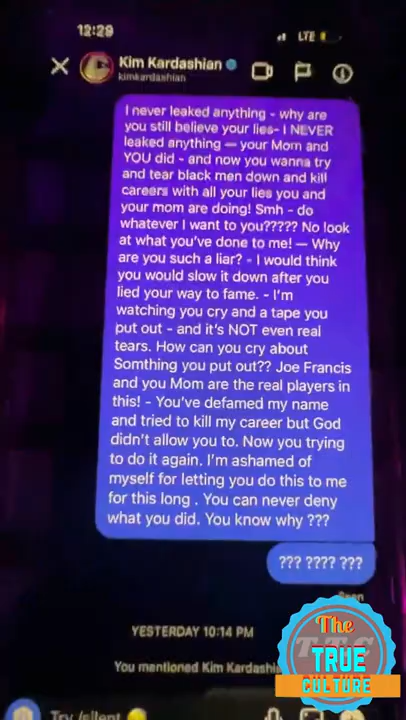 12:29
LTE
Kim Kardashian
kimkardashian
I never leaked anything - why are
you still believe your lies- I NEVER
leaked anything — your Mom and
YOU did - and now you wanna try
and tear black men down and kill
careers with all your lies you and
your mom are doing! Smh - do
whatever I want to you????? No look
at what you've done to me! — Why
are you such a liar? - I would think
you would slow it down after you
lied your way to fame. - I'm
watching you cry and a tape you
put out - and it's NOT even real
tears. How can you cry about
Somthing you put out?? Joe Francis
and you Mom are the real players in
this! - You've defamed my name
and tried to kill my career but God
didn't allow you to. Now you trying
to do it again. I'm ashamed of
myself for letting you do this to me
for this long . You can never deny
what you did. You know why ???
??? ???? ???
Seen
YESTERDAY 10:14 PM
You mentioned Kim
Try /silent
The
TRUE
CULTURE